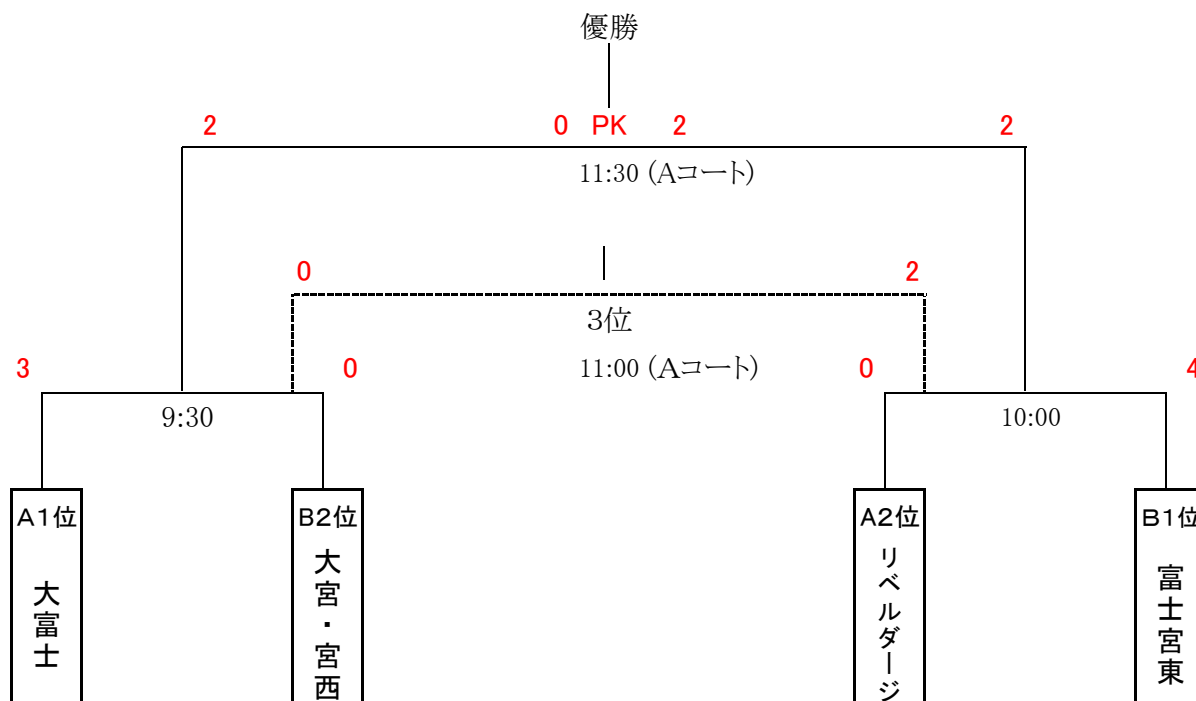 優勝
2 0 PK 2 2
11:30 (Aコート)
0 2
3位
3 0 11:00 (Aコート) 0 4
9:30 10:00
A1位 B2位 A2位 B1位
大富士
大宮・宮西
リベルダージ
富士宮東